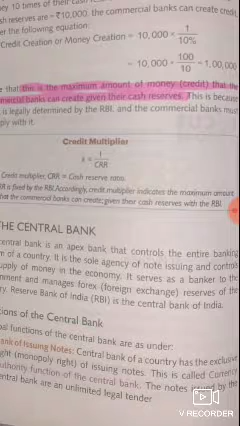 ney 10 times of their cash
sh reserves are = ₹10,000, the commercial banks can create credit
er the following equation:
Credit Creation or Money Creation = 10,000 × 1/10%
= 10,000 × 100/10 = 1,00,000
e that this is the maximum amount of money (credit) that the
mmercial banks can create given their cash reserves. This is because
is legally determined by the RBI, and the commercial banks must
ply with it.
Credit Multiplier
k = 1/CRR
Credit multiplier, CRR = Cash reserve ratio.
RR is fixed by the RBI. Accordingly, credit multiplier indicates the maximum amount
that the commercial banks can create; given their cash reserves with the RBI.
THE CENTRAL BANK
central bank is an apex bank that controls the entire banking
m of a country. It is the sole agency of note issuing and controls
upply of money in the economy. It serves as a banker to the
nment and manages forex (foreign exchange) reserves of the
ry. Reserve Bank of India (RBI) is the central bank of India.
ions of the Central Bank
al functions of the central bank are as under:
Bank of Issuing Notes: Central bank of a country has the exclusive
ght (monopoly right) of issuing notes. This is called Currency
uthority function of the central bank. The notes issued by the
entral bank are an unlimited legal tender
V RECORDER